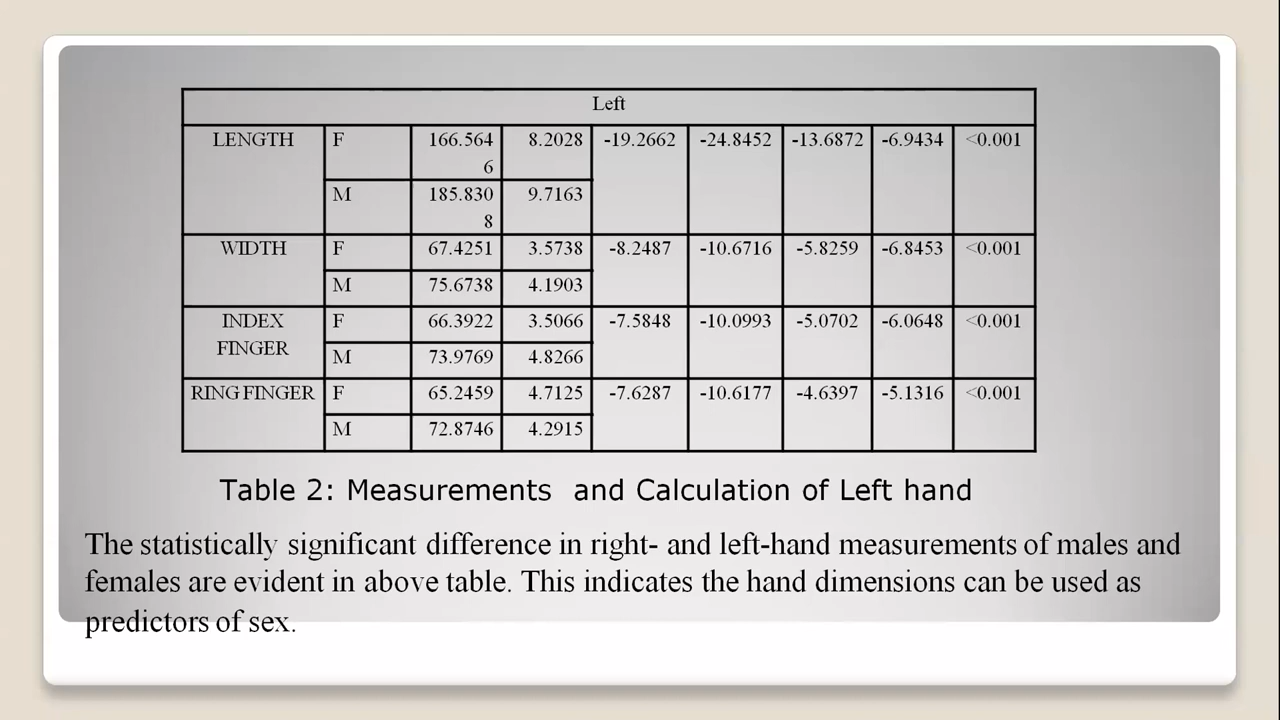 Left
LENGTH F 166.564 8.2028 -19.2662 -24.8452 -13.6872 -6.9434 <0.001
6
M 185.830 9.7163
8
WIDTH F 67.4251 3.5738 -8.2487 -10.6716 -5.8259 -6.8453 <0.001
M 75.6738 4.1903
INDEX F 66.3922 3.5066 -7.5848 -10.0993 -5.0702 -6.0648 <0.001
FINGER
M 73.9769 4.8266
RING FINGER F 65.2459 4.7125 -7.6287 -10.6177 -4.6397 -5.1316 <0.001
M 72.8746 4.2915
Table 2: Measurements and Calculation of Left hand
The statistically significant difference in right- and left-hand measurements of males and
females are evident in above table. This indicates the hand dimensions can be used as
predictors of sex.